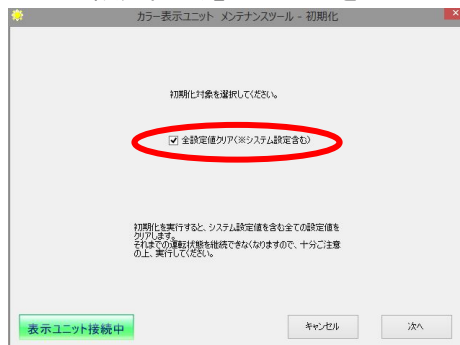 カラー表示ユニット メンテナンスツール - 初期化
初期化対象を選択してください。
全設定値クリア(※システム設定含む)
初期化を実行すると、システム設定値を含む全ての設定値を
クリアします。
それまでの運転状態を継続できなくなりますので、十分ご注意
の上、実行してください。
表示ユニット接続中
キャンセル
次へ